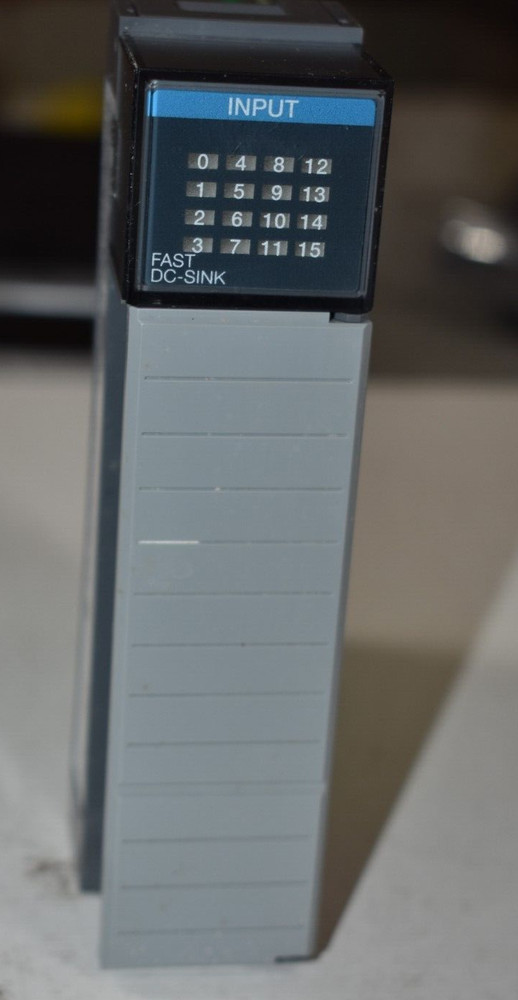 INPUT
0 4 8 12
1 5 9 13
2 6 10 14
3 7 11 15
FAST
DC-SINK